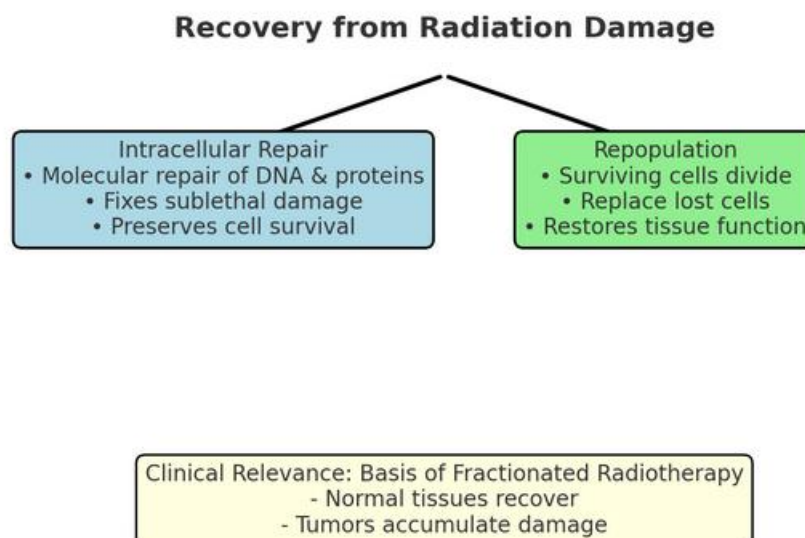 Recovery from Radiation Damage
Intracellular Repair
• Molecular repair of DNA & proteins
• Fixes sublethal damage
• Preserves cell survival
Repopulation
• Surviving cells divide
• Replace lost cells
• Restores tissue function
Clinical Relevance: Basis of Fractionated Radiotherapy
- Normal tissues recover
- Tumors accumulate damage